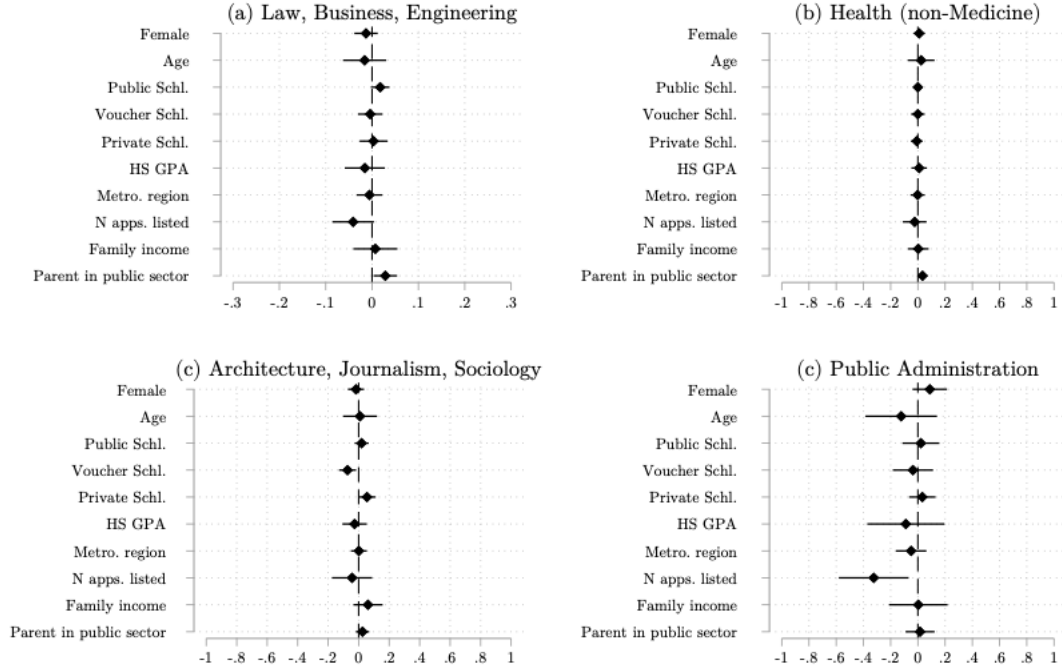 (a) Law, Business, Engineering
Female
Age
Public Schl.
Voucher Schl.
Private Schl.
HS GPA
Metro. region
N apps. listed
Family income
Parent in public sector
-.3 -.2 -.1 0 .1 .2 .3
(b) Health (non-Medicine)
Female
Age
Public Schl.
Voucher Schl.
Private Schl.
HS GPA
Metro. region
N apps. listed
Family income
Parent in public sector
-1 -.8 -.6 -.4 -.2 0 .2 .4 .6 .8 1
(c) Architecture, Journalism, Sociology
Female
Age
Public Schl.
Voucher Schl.
Private Schl.
HS GPA
Metro. region
N apps. listed
Family income
Parent in public sector
-1 -.8 -.6 -.4 -.2 0 .2 .4 .6 .8 1
(c) Public Administration
Female
Age
Public Schl.
Voucher Schl.
Private Schl.
HS GPA
Metro. region
N apps. listed
Family income
Parent in public sector
-1 -.8 -.6 -.4 -.2 0 .2 .4 .6 .8 1